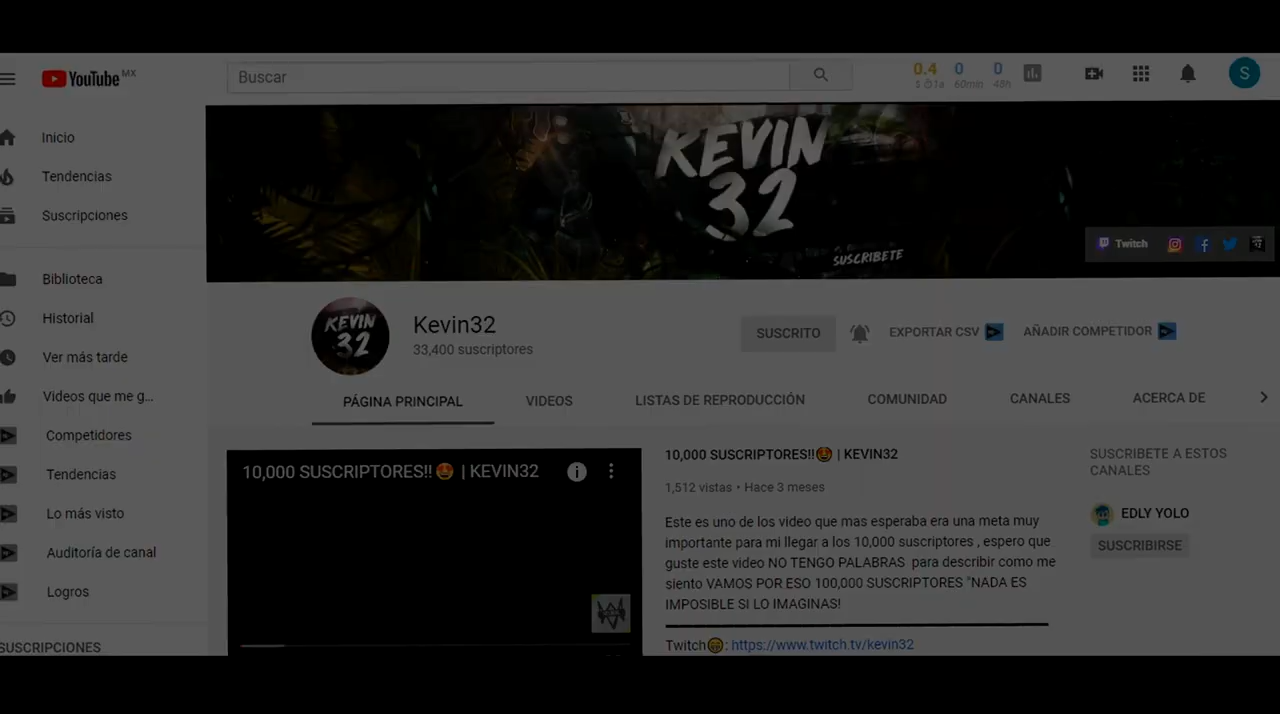 YouTube MX
Buscar
0.4 0 0
1a 60min 48h
S
Inicio
Tendencias
Suscripciones
Biblioteca
Historial
Ver más tarde
Videos que me g...
Competidores
Tendencias
Lo más visto
Auditoría de canal
Logros
SUSCRIPCIONES
KEVIN
32
SUSCRIBETE
Twitch
KEVIN
32
Kevin32
33,400 suscriptores
SUSCRITO
EXPORTAR CSV
AÑADIR COMPETIDOR
PÁGINA PRINCIPAL
VIDEOS
LISTAS DE REPRODUCCIÓN
COMUNIDAD
CANALES
ACERCA DE
10,000 SUSCRIPTORES!!🤩 | KEVIN32
10,000 SUSCRIPTORES!!🤩 | KEVIN32
1,512 vistas • Hace 3 meses
Este es uno de los video que mas esperaba era una meta muy
importante para mi llegar a los 10,000 suscriptores , espero que
guste este video NO TENGO PALABRAS para describir como me
siento VAMOS POR ESO 100,000 SUSCRIPTORES "NADA ES
IMPOSIBLE SI LO IMAGINAS!
Twitch😁: https://www.twitch.tv/kevin32
SUSCRIBETE A ESTOS
CANALES
EDLY YOLO
SUSCRIBIRSE